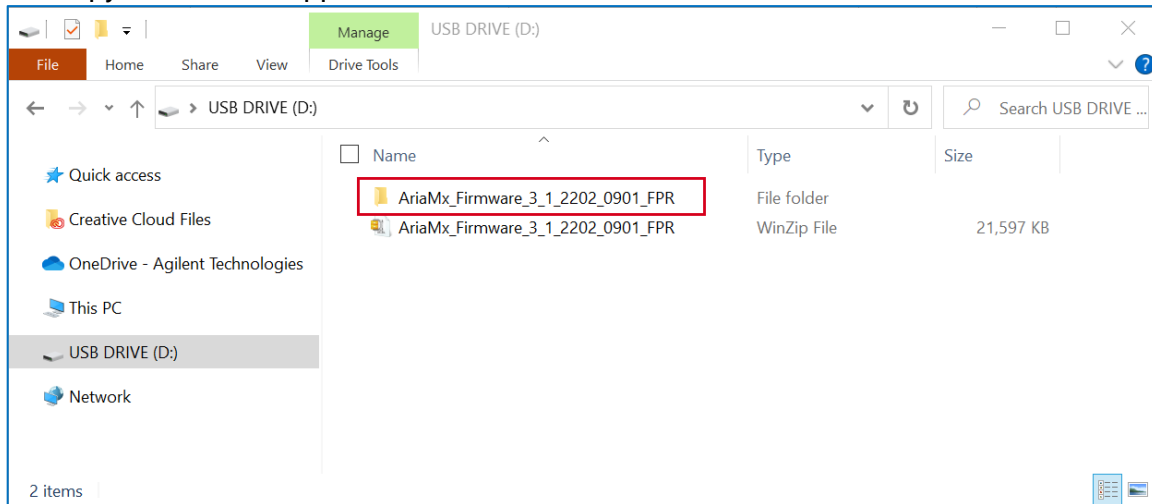 Manage USB DRIVE (D:)
File Home Share View Drive Tools ?
USB DRIVE (D:) Search USB DRIVE ...
Name Type Size
Quick access
AriaMx_Firmware_3_1_2202_0901_FPR File folder
Creative Cloud Files
AriaMx_Firmware_3_1_2202_0901_FPR WinZip File 21,597 KB
OneDrive - Agilent Technologies
This PC
USB DRIVE (D:)
Network
2 items